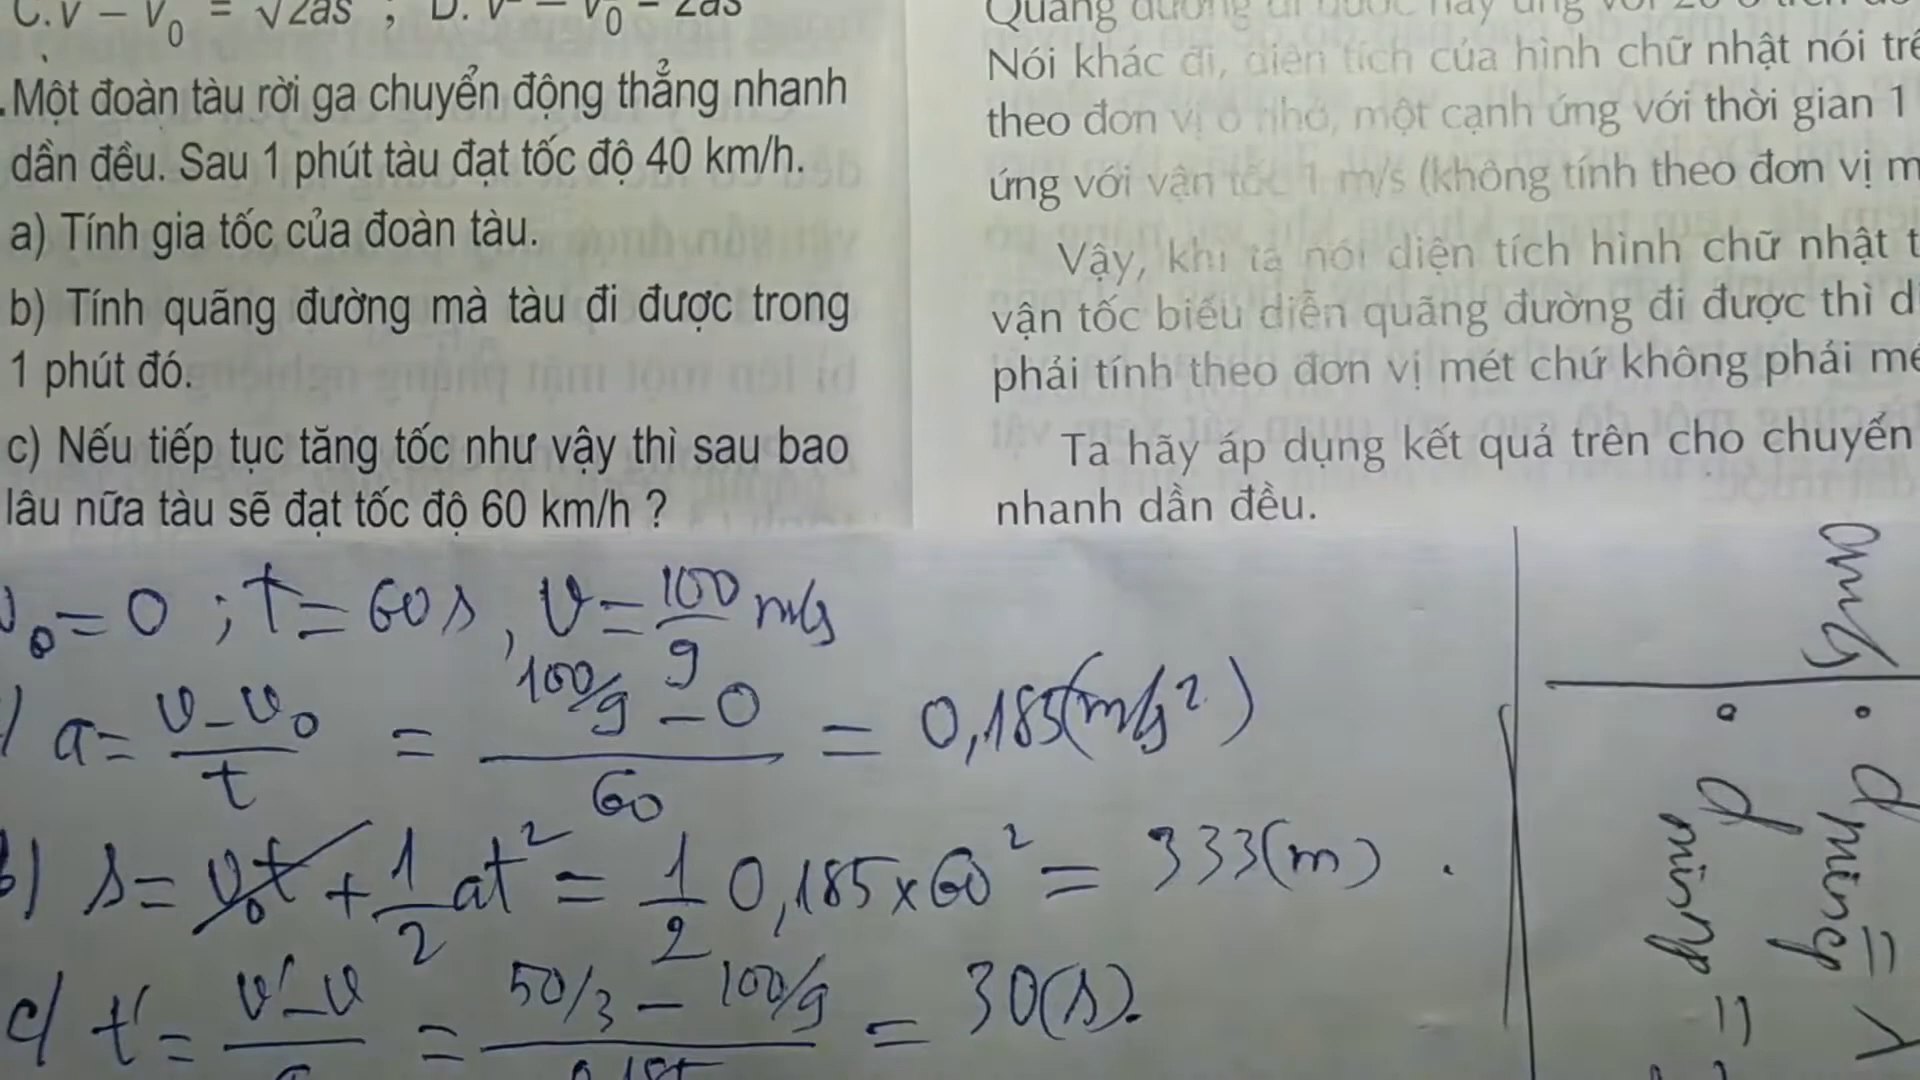 C. v – v₀ = √2as ; D. v² – v₀² = 2as
.Một đoàn tàu rời ga chuyển động thẳng nhanh
dần đều. Sau 1 phút tàu đạt tốc độ 40 km/h.
a) Tính gia tốc của đoàn tàu.
b) Tính quãng đường mà tàu đi được trong
1 phút đó.
c) Nếu tiếp tục tăng tốc như vậy thì sau bao
lâu nữa tàu sẽ đạt tốc độ 60 km/h ?
Nói khác đi, diện tích của hình chữ nhật nói
theo đơn vị ô nhỏ, một cạnh ứng với thời gian 1
ứng với vận tốc 1 m/s (không tính theo đơn vị
Vậy, khi ta nói diện tích hình chữ nhật
vận tốc biểu diễn quãng đường đi được thì
phải tính theo đơn vị mét chứ không phải
Ta hãy áp dụng kết quả trên cho chuyển
nhanh dần đều.
v₀ = 0 ; t = 60s, v = 100/9 m/s
a = (v – v₀)/t = (100/9 – 0)/60 = 0,185(m/s²)
b) s = v₀t + 1/2 at² = 1/2 0,185 x 60² = 333(m).
c) t' = (v' – v)/a = (50/3 – 100/9)/0,185 = 30(s).